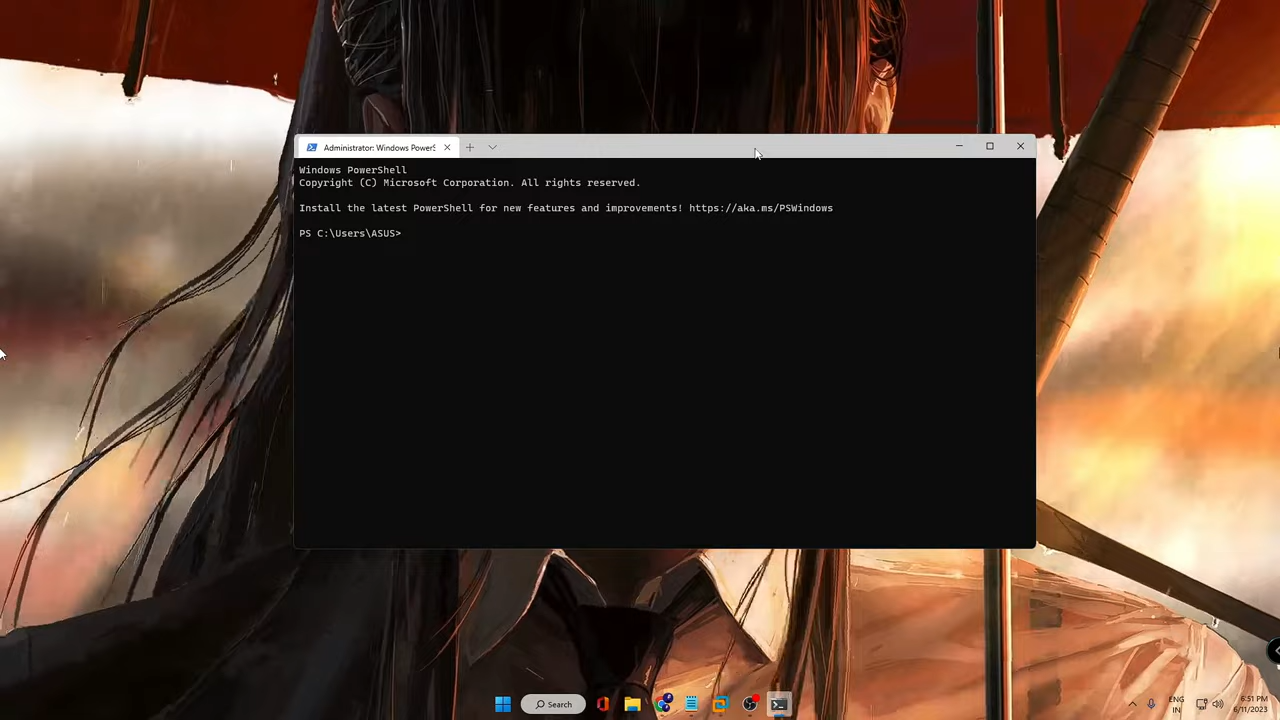 Administrator: Windows PowerS
Windows PowerShell
Copyright (C) Microsoft Corporation. All rights reserved.
Install the latest PowerShell for new features and improvements! https://aka.ms/PSWindows
PS C:\Users\ASUS>
Search
ENG
IN
6:51 PM
6/11/2023